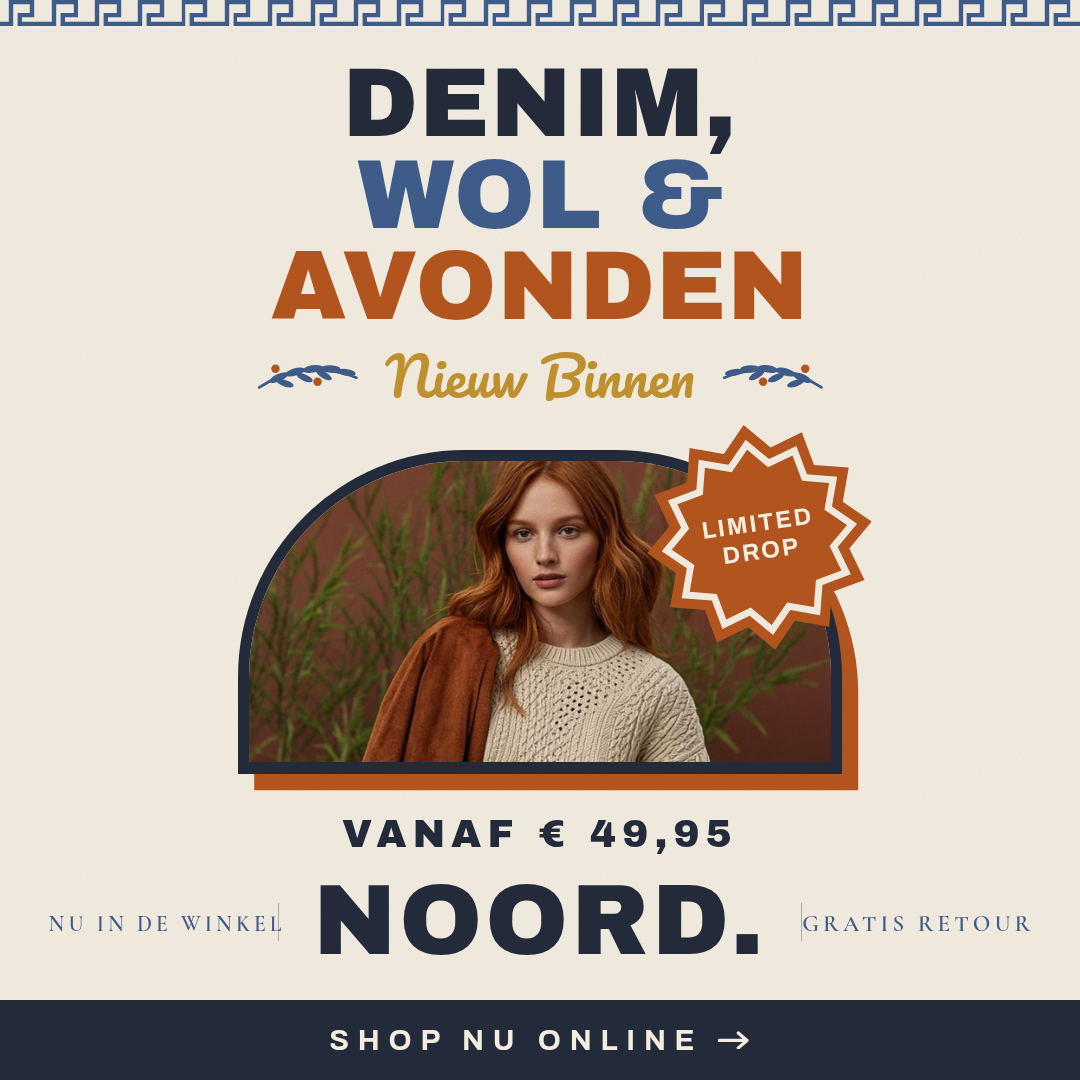 DENIM,
WOL &
AVONDEN
Nieuw Binnen
LIMITED
DROP
VANAF € 49,95
NU IN DE WINKEL
NOORD.
GRATIS RETOUR
SHOP NU ONLINE →